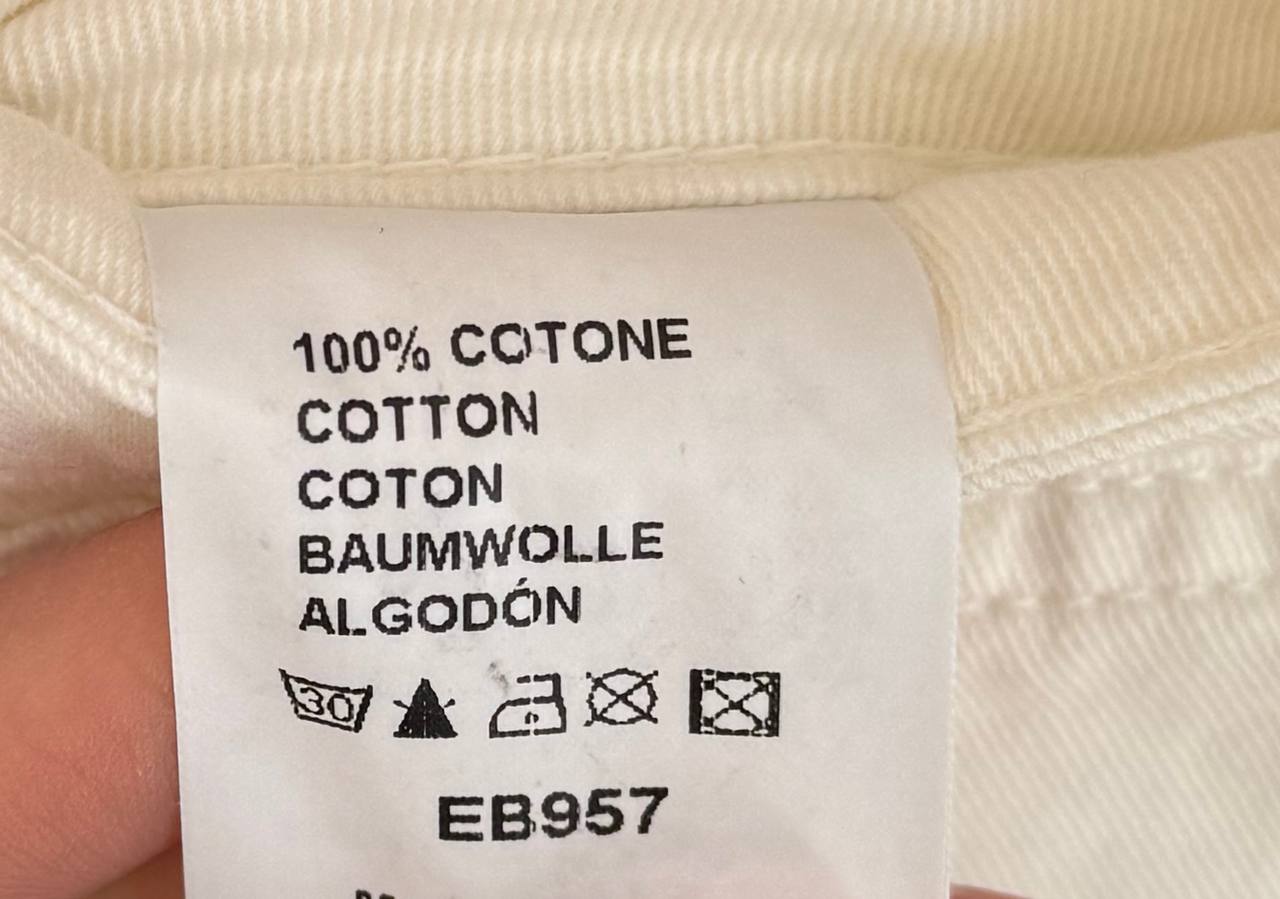 100% COTONE
COTTON
COTON
BAUMWOLLE
ALGODÓN
30
EB957